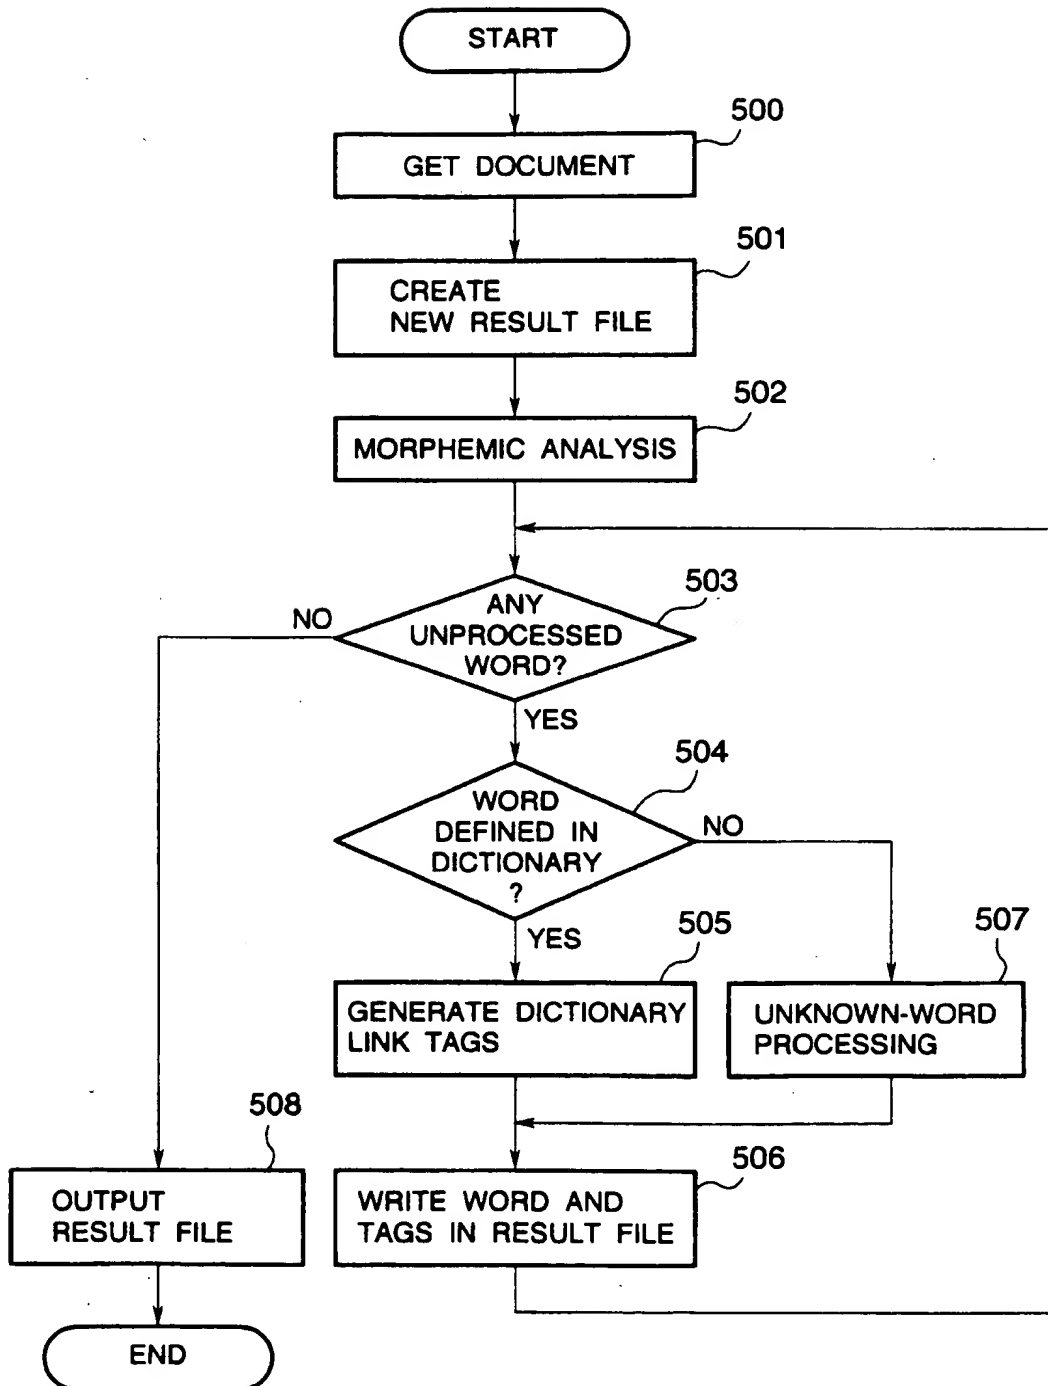 START
500
GET DOCUMENT
501
CREATE
NEW RESULT FILE
502
MORPHEMIC ANALYSIS
503
NO
ANY
UNPROCESSED
WORD?
YES
504
WORD
DEFINED IN
DICTIONARY
?
NO
YES
505
507
GENERATE DICTIONARY
LINK TAGS
UNKNOWN-WORD
PROCESSING
508
506
OUTPUT
RESULT FILE
WRITE WORD AND
TAGS IN RESULT FILE
END